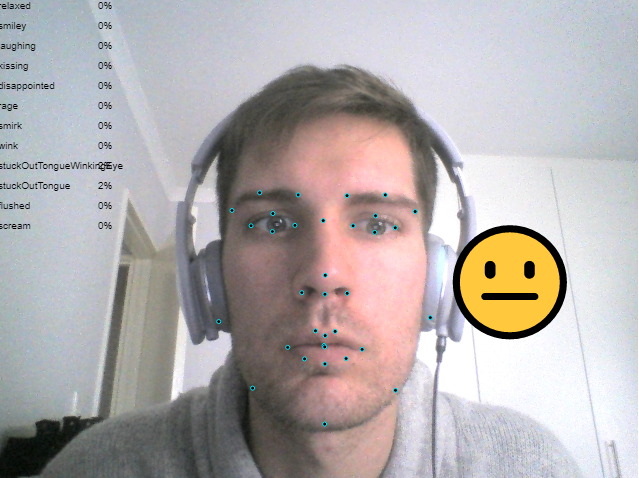 relaxed 0%
smiley 0%
laughing 0%
kissing 0%
disappointed 0%
rage 0%
smirk 0%
wink 0%
stuckOutTongueWinkingEye 2%
stuckOutTongue 2%
flushed 0%
scream 0%